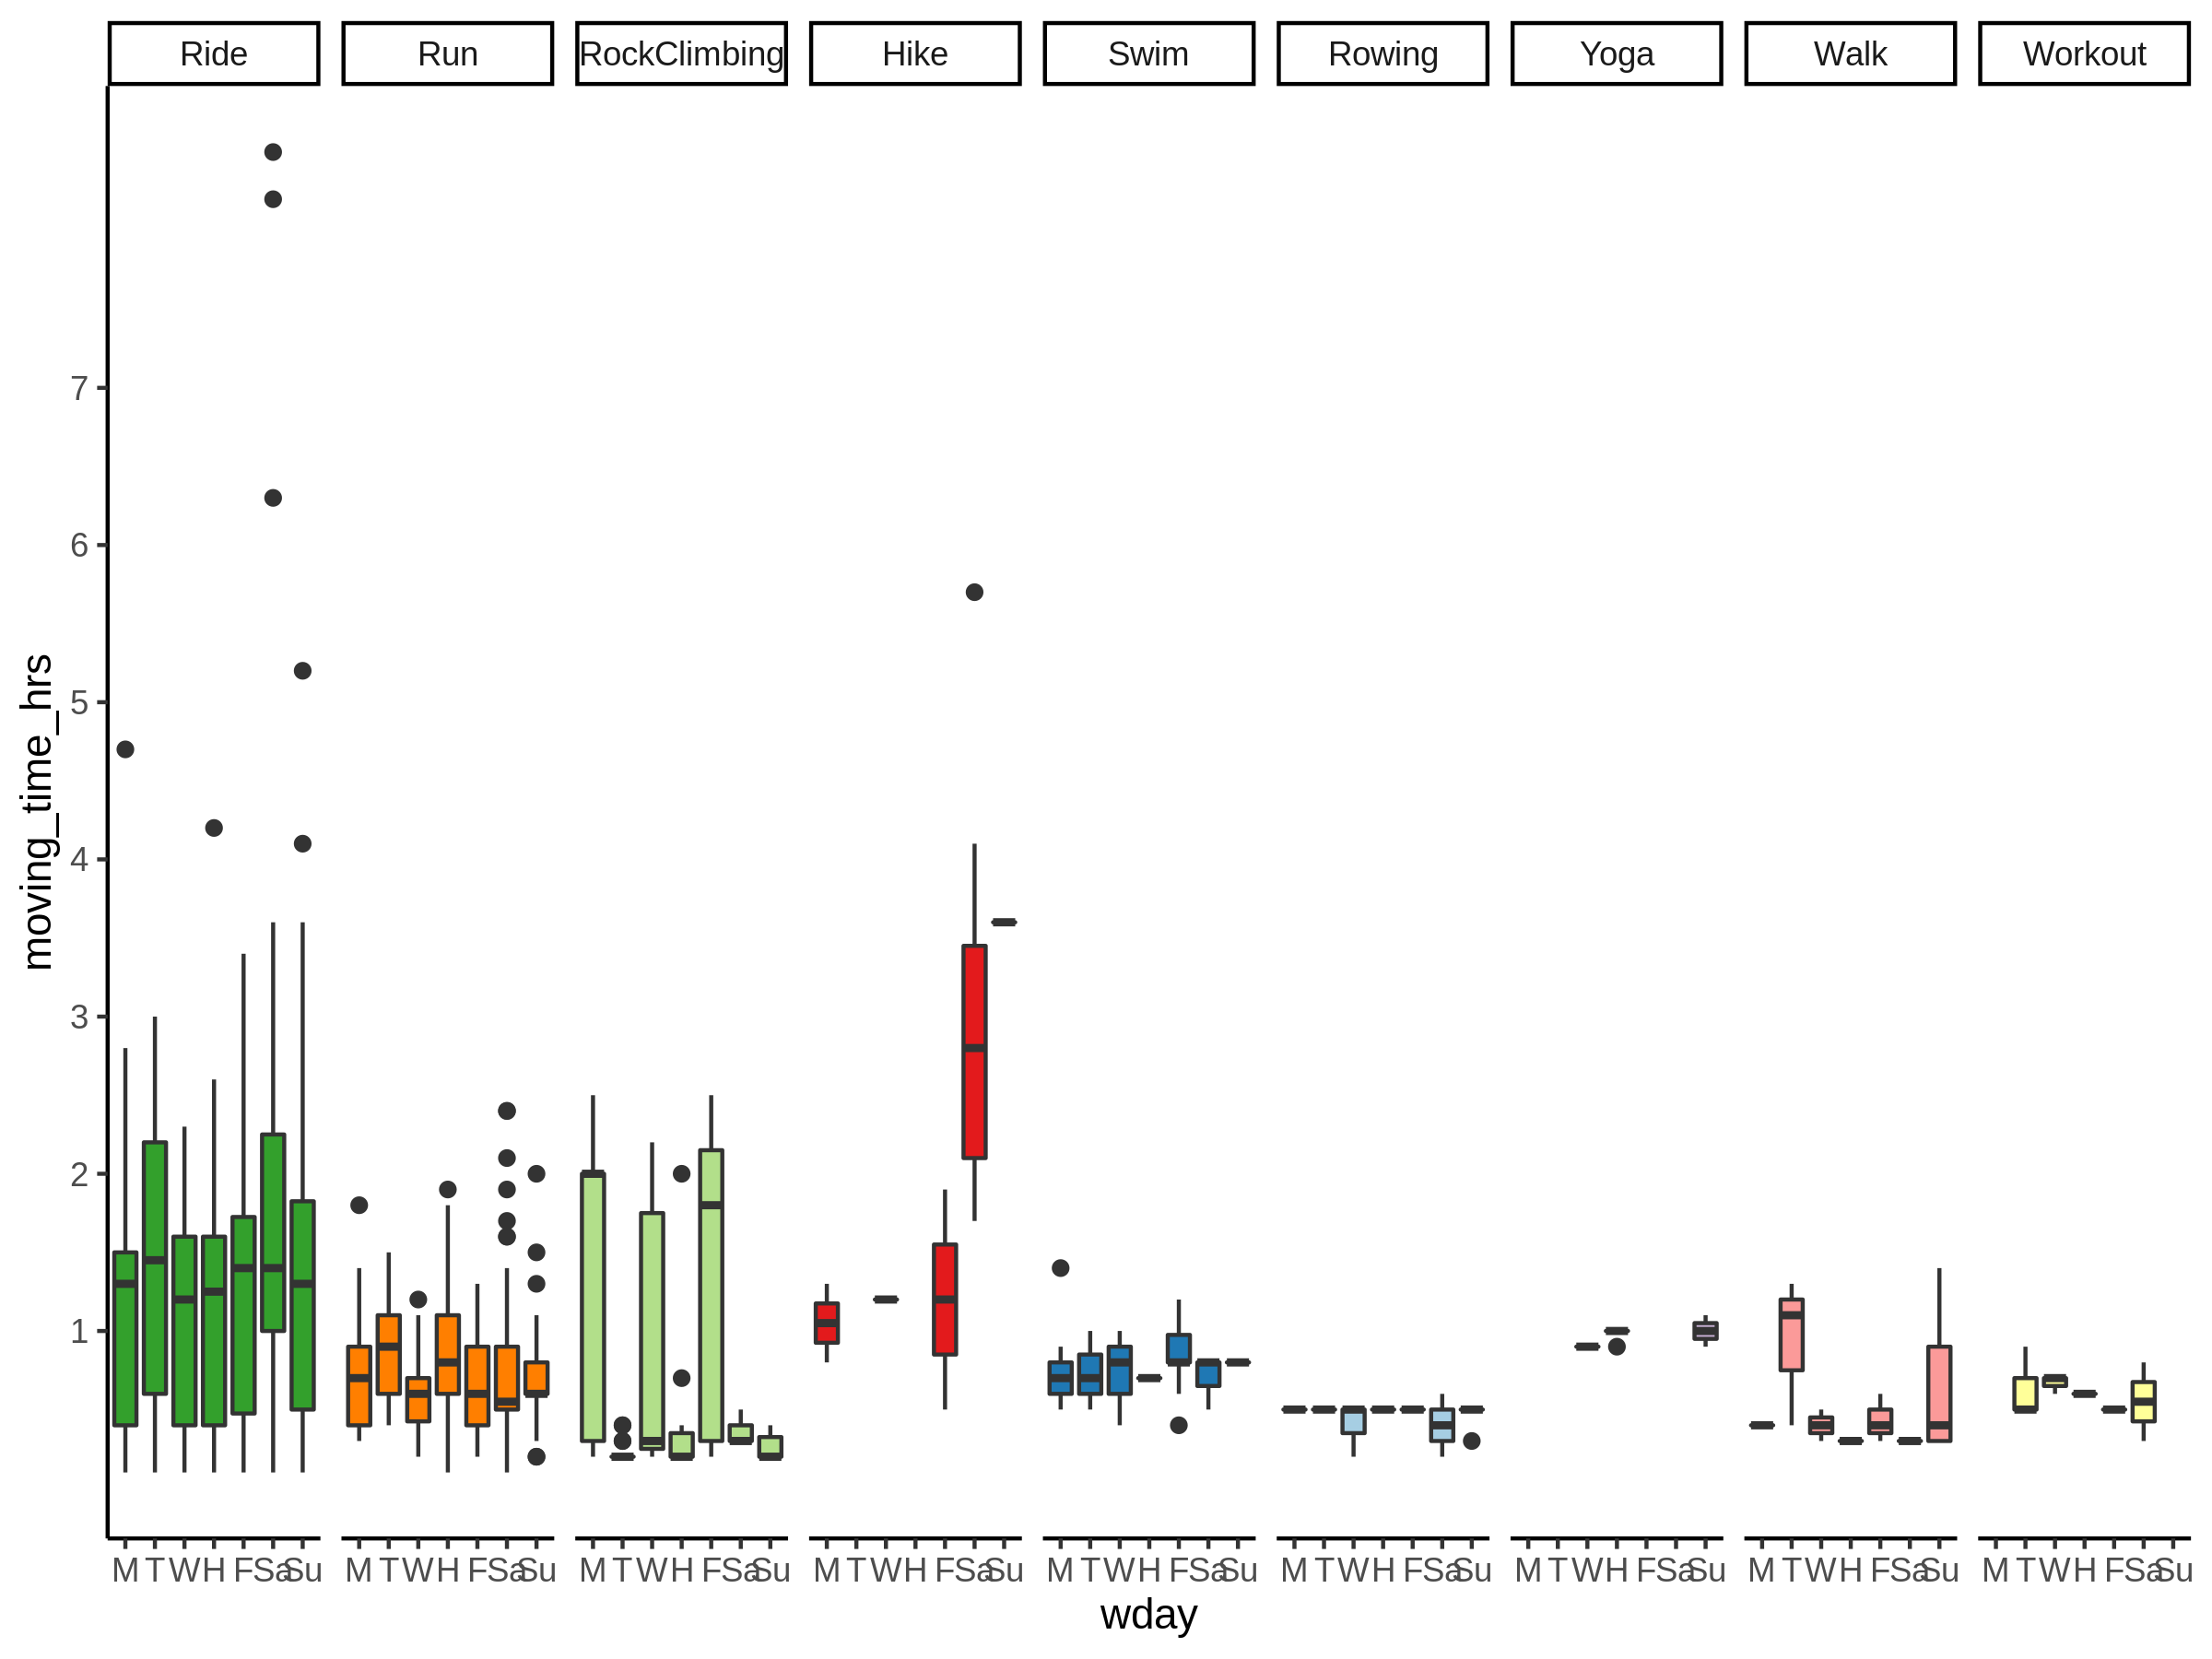 Ride Run RockClimbing Hike Swim Rowing Yoga Walk Workout
7
6
5
4
3
2
1
moving_time_hrs
M T W H F Sa Su M T W H F Sa Su M T W H F Sa Su M T W H F Sa Su M T W H F Sa Su M T W H F Sa Su M T W H F Sa Su M T W H F Sa Su M T W H F Sa Su
wday